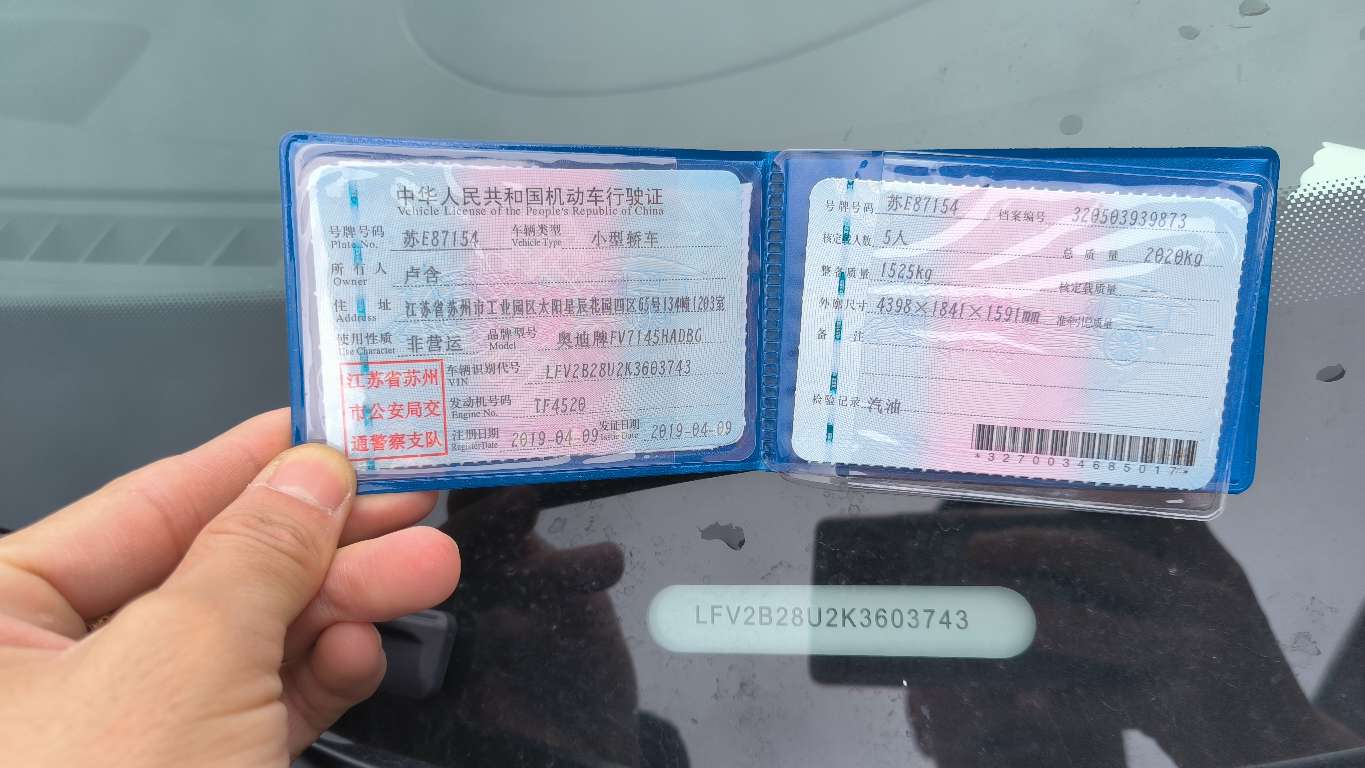 中华人民共和国机动车行驶证
Vehicle License of the People's Republic of China
号牌号码 苏E87154 车辆类型 小型轿车
Plate No. Vehicle Type
所有人 卢含
Owner
住址 江苏省苏州市工业园区太阳星辰花园四区65号134幢1203室
Address
使用性质 非营运 品牌型号 奥迪牌FV7145HADBG
Use Character Model
车辆识别代号 LFV2B28U2K3603743
VIN
发动机号码 TF4520
Engine No.
注册日期 2019-04-09 发证日期 2019-04-09
Register Date Issue Date
江苏省苏州
市公安局交
通警察支队
号牌号码 苏E87154 档案编号 320503939873
核定载人数 5人 总质量 2020kg
整备质量 1525kg 核定载质量
外廓尺寸 4398×1841×1591mm 准牵引总质量
备注
检验记录 汽油
*3270034685017*
LFV2B28U2K3603743